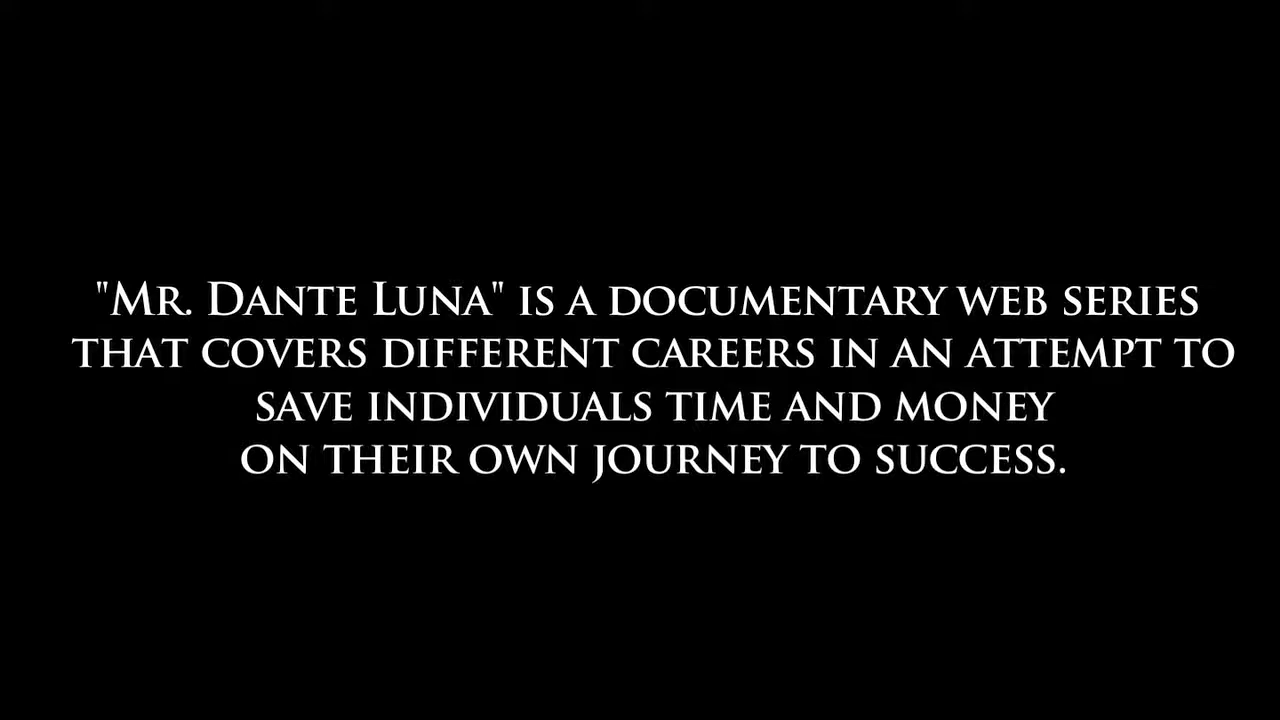 "Mr. Dante Luna" is a documentary web series
that covers different careers in an attempt to
save individuals time and money
on their own journey to success.